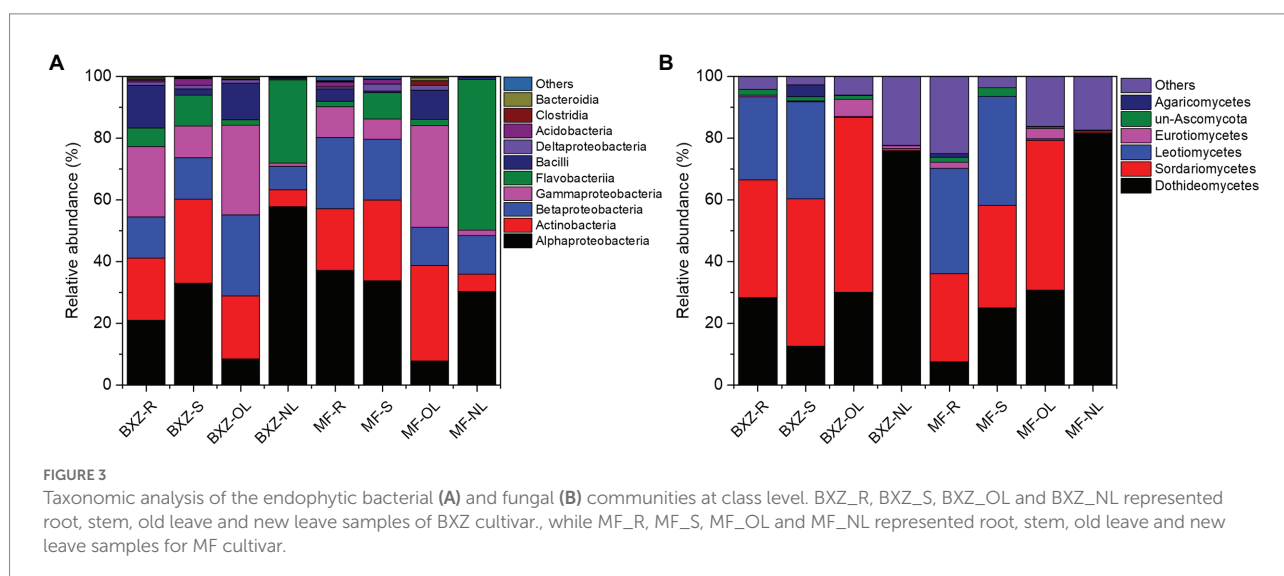 A
Relative abundance (%)
100
80
60
40
20
0
BXZ-R
BXZ-S
BXZ-OL
BXZ-NL
MF-R
MF-S
MF-OL
MF-NL
Others
Bacteroidia
Clostridia
Acidobacteria
Deltaproteobacteria
Bacilli
Flavobacteriia
Gammaproteobacteria
Betaproteobacteria
Actinobacteria
Alphaproteobacteria
B
Relative abundance (%)
100
80
60
40
20
0
BXZ-R
BXZ-S
BXZ-OL
BXZ-NL
MF-R
MF-S
MF-OL
MF-NL
Others
Agaricomycetes
un-Ascomycota
Eurotiomycetes
Leotiomycetes
Sordariomycetes
Dothideomycetes
FIGURE 3
Taxonomic analysis of the endophytic bacterial (A) and fungal (B) communities at class level. BXZ_R, BXZ_S, BXZ_OL and BXZ_NL represented
root, stem, old leave and new leave samples of BXZ cultivar., while MF_R, MF_S, MF_OL and MF_NL represented root, stem, old leave and new
leave samples for MF cultivar.